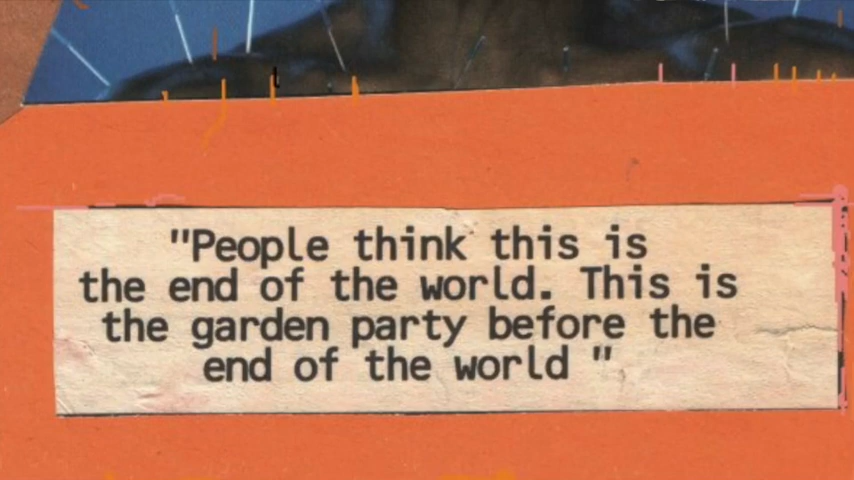 "People think this is
the end of the world. This is
the garden party before the
end of the world "